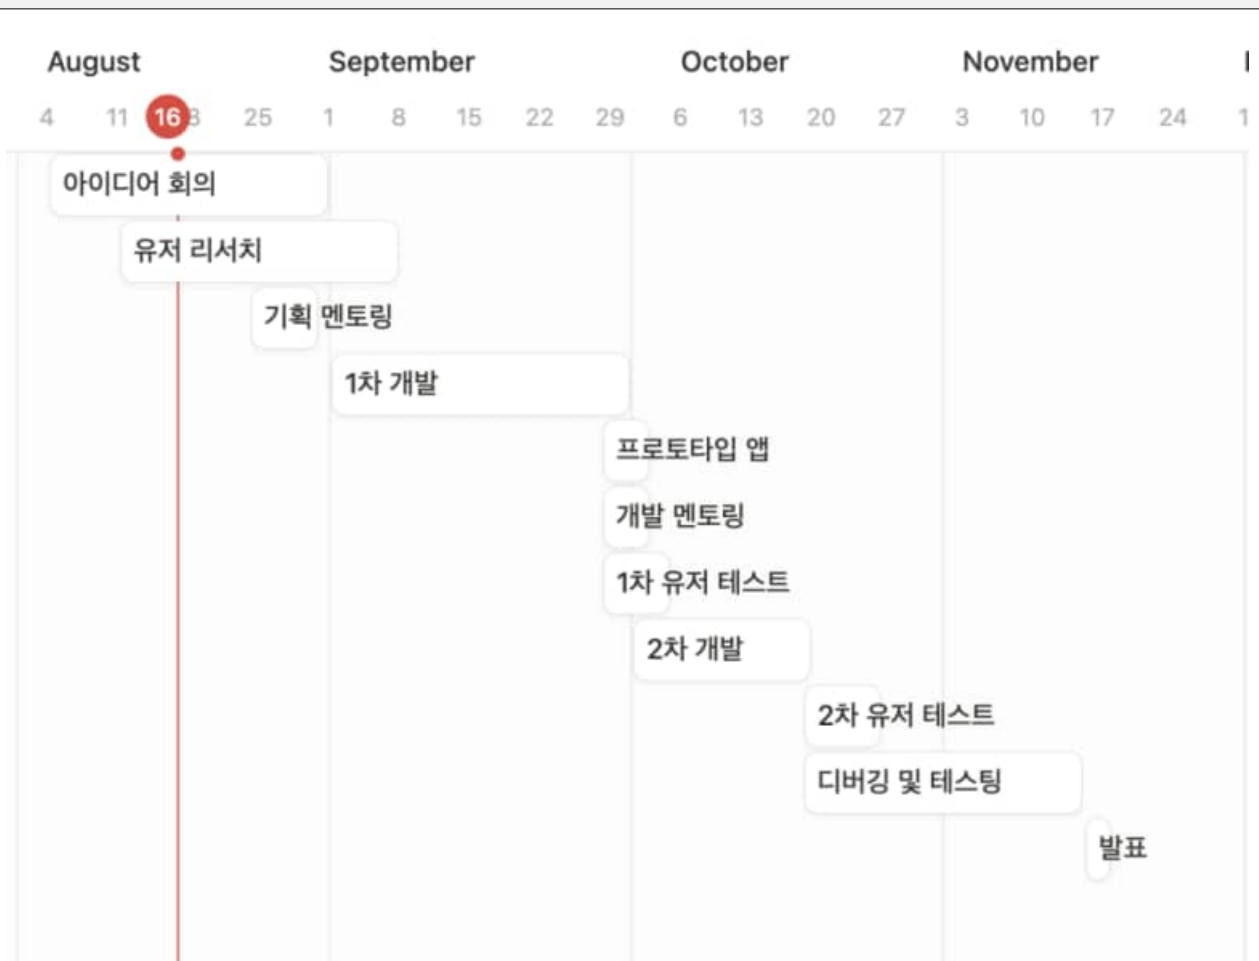 August September October November
4 11 16 8 25 1 8 15 22 29 6 13 20 27 3 10 17 24 1
아이디어 회의
유저 리서치
기획 멘토링
1차 개발
프로토타입 앱
개발 멘토링
1차 유저 테스트
2차 개발
2차 유저 테스트
디버깅 및 테스팅
발표